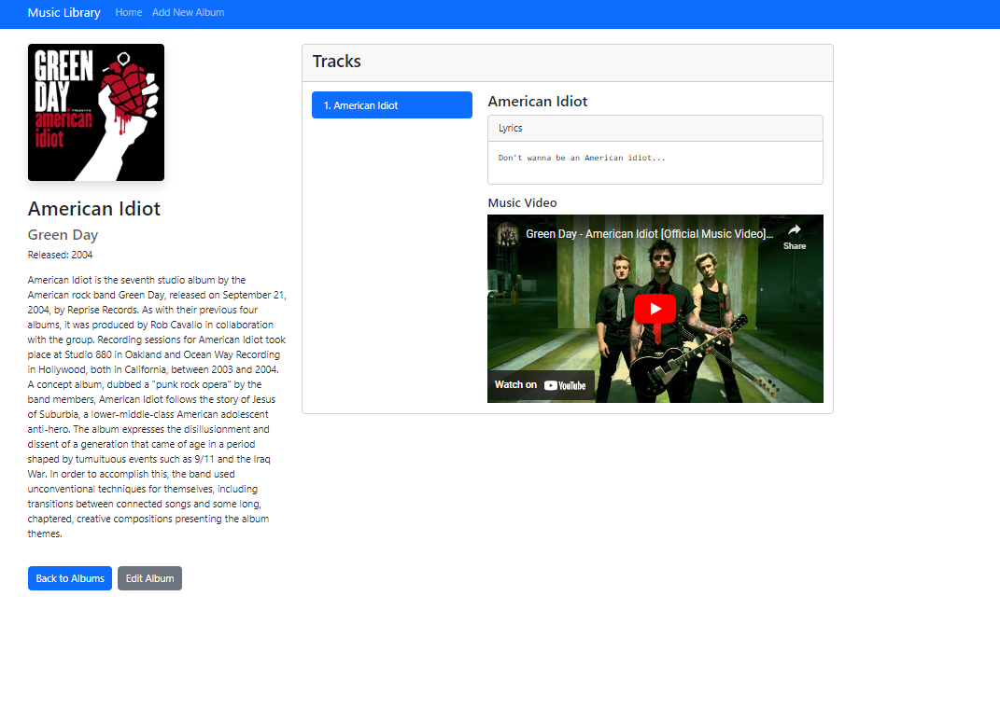 Music Library Home Add New Album
GREEN
DAY
PRESENTS
american
idiot
American Idiot
Green Day
Released: 2004
American Idiot is the seventh studio album by the
American rock band Green Day, released on September 21,
2004, by Reprise Records. As with their previous four
albums, it was produced by Rob Cavallo in collaboration
with the group. Recording sessions for American Idiot took
place at Studio 880 in Oakland and Ocean Way Recording
in Hollywood, both in California, between 2003 and 2004.
A concept album, dubbed a "punk rock opera" by the
band members, American Idiot follows the story of Jesus
of Suburbia, a lower-middle-class American adolescent
anti-hero. The album expresses the disillusionment and
dissent of a generation that came of age in a period
shaped by tumultuous events such as 9/11 and the Iraq
War. In order to accomplish this, the band used
unconventional techniques for themselves, including
transitions between connected songs and some long,
chaptered, creative compositions presenting the album
themes.
Back to Albums Edit Album
Tracks
1. American Idiot
American Idiot
Lyrics
Don't wanna be an American idiot...
Music Video
Green Day - American Idiot [Official Music Video]...
Share
Watch on YouTube